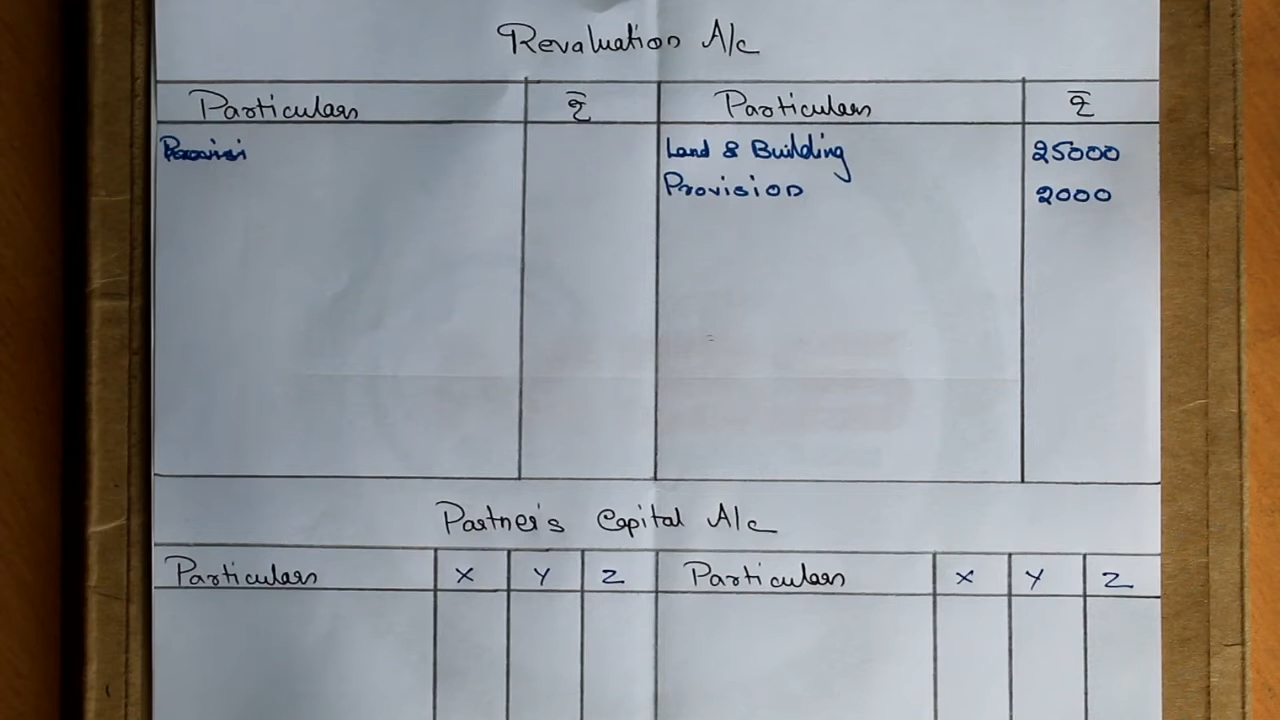 Revaluation A/c
Particulars ₹ Particulars ₹
Land & Building 25000
Provision 2000
Partner's Capital A/c
Particulars X Y Z Particulars X Y Z